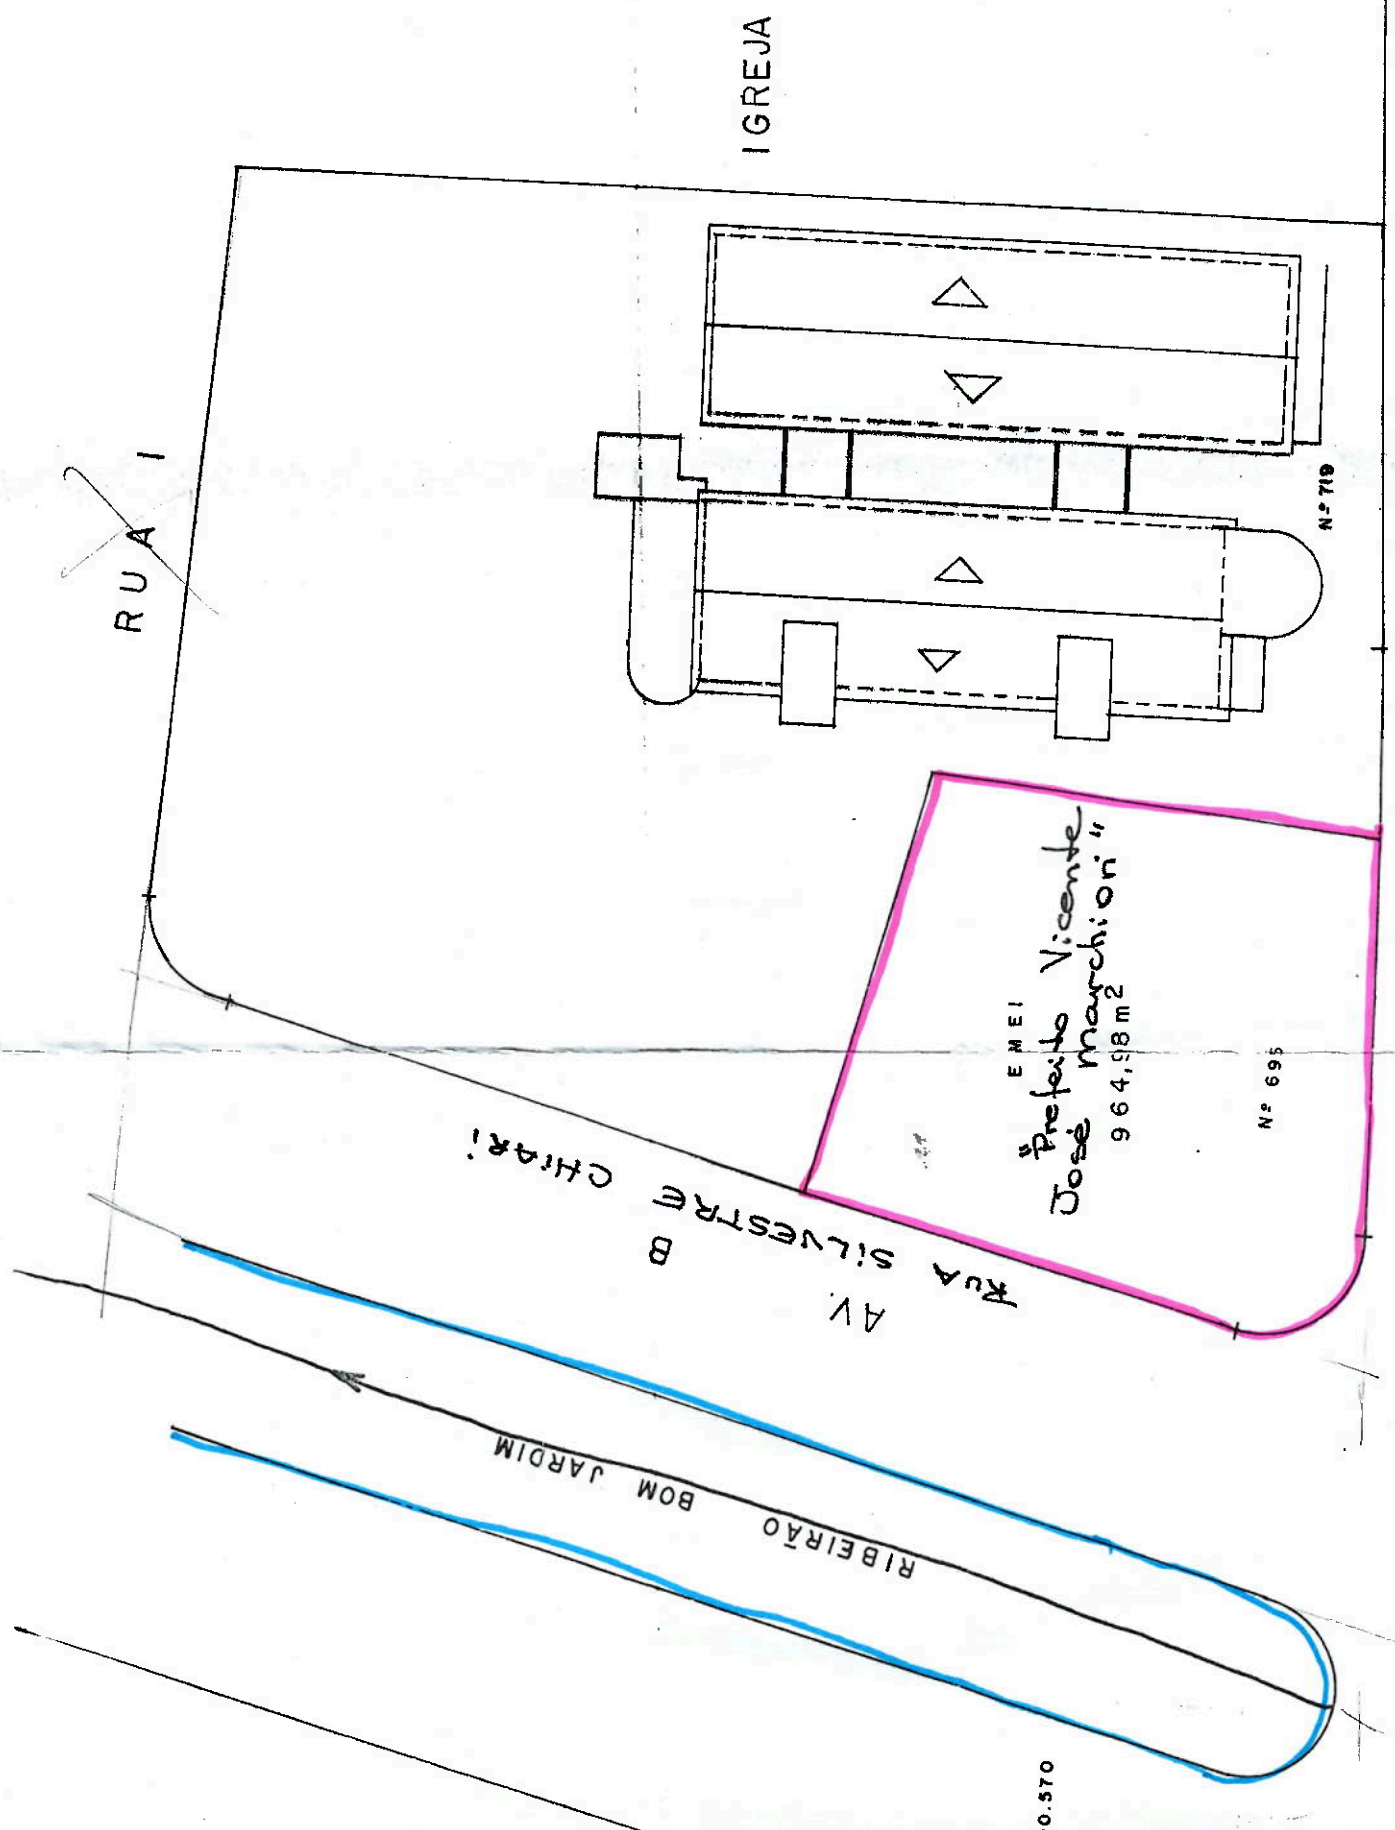 IGREJA
RUA I
Nº 719
EMEI
"Prefeito Vicente
José Marchiori"
964,98m2
Nº 695
RUA SILVESTRE CHIARI
AV. B
RIBEIRÃO BOM JARDIM
0.570